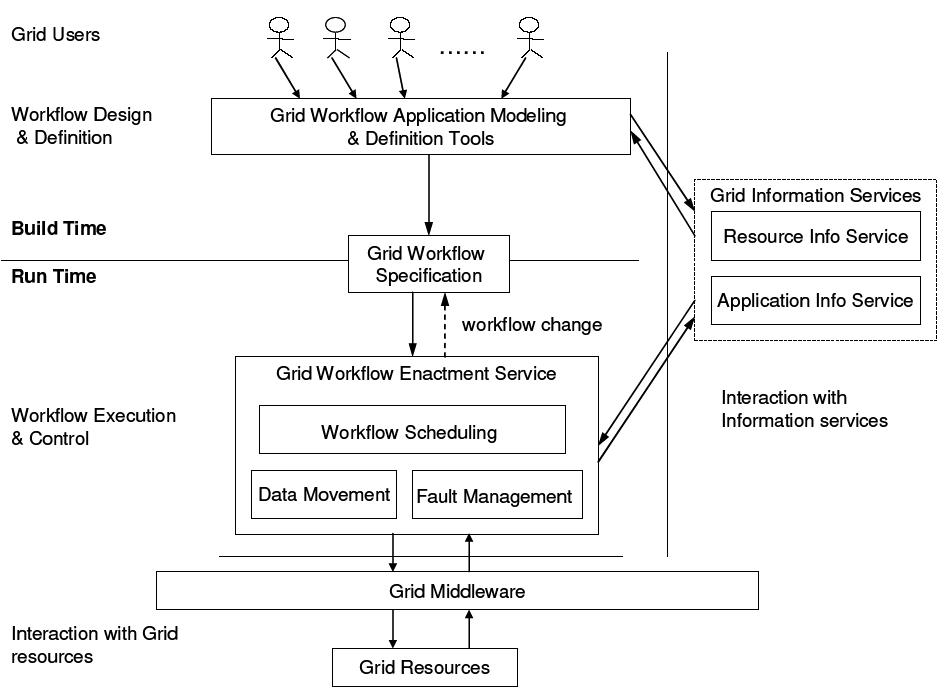 Grid Users
......
Workflow Design
& Definition
Grid Workflow Application Modeling
& Definition Tools
Grid Information Services
Resource Info Service
Application Info Service
Build Time
Run Time
Grid Workflow
Specification
workflow change
Grid Workflow Enactment Service
Workflow Scheduling
Data Movement
Fault Management
Workflow Execution
& Control
Interaction with
Information services
Grid Middleware
Interaction with Grid
resources
Grid Resources